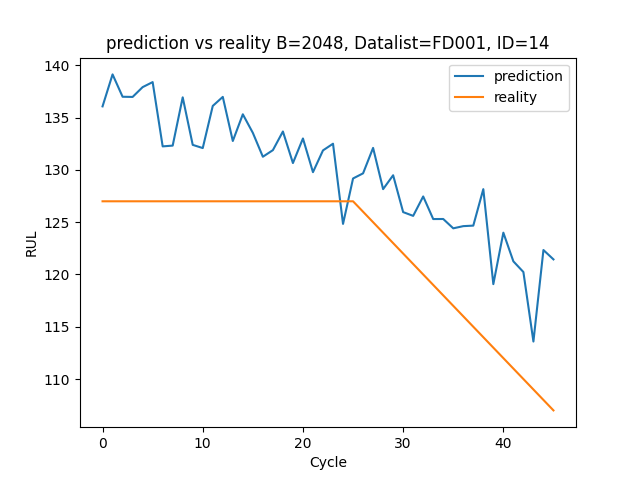 prediction vs reality B=2048, Datalist=FD001, ID=14
prediction
reality
RUL
140
135
130
125
120
115
110
0 10 20 30 40
Cycle